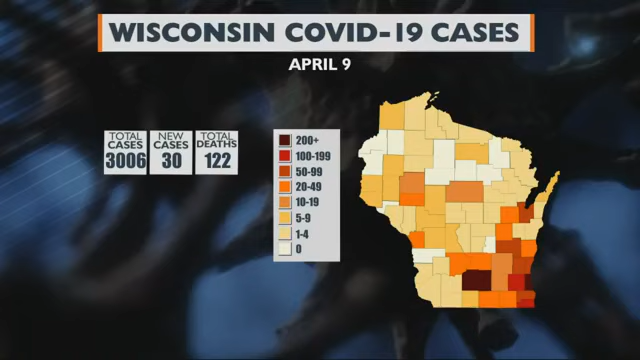 WISCONSIN COVID-19 CASES
APRIL 9
TOTAL CASES
3006
NEW CASES
30
TOTAL DEATHS
122
200+
100-199
50-99
20-49
10-19
5-9
1-4
0